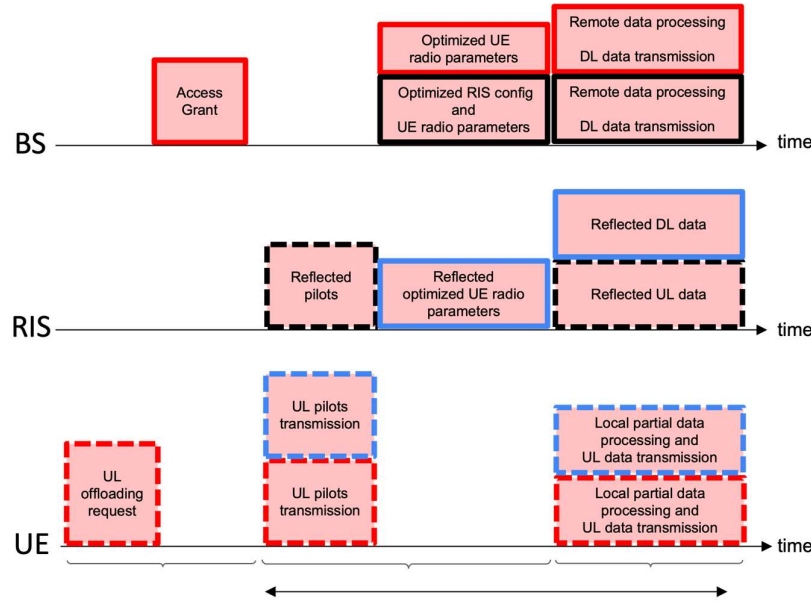 Remote data processing
DL data transmission
Optimized UE
radio parameters
Access
Grant
Optimized RIS config
and
UE radio parameters
Remote data processing
DL data transmission
BS
time
Reflected DL data
Reflected
pilots
Reflected
optimized UE radio
parameters
Reflected UL data
RIS
time
UL pilots
transmission
Local partial data
processing and
UL data transmission
UL
offloading
request
UL pilots
transmission
Local partial data
processing and
UL data transmission
UE
time